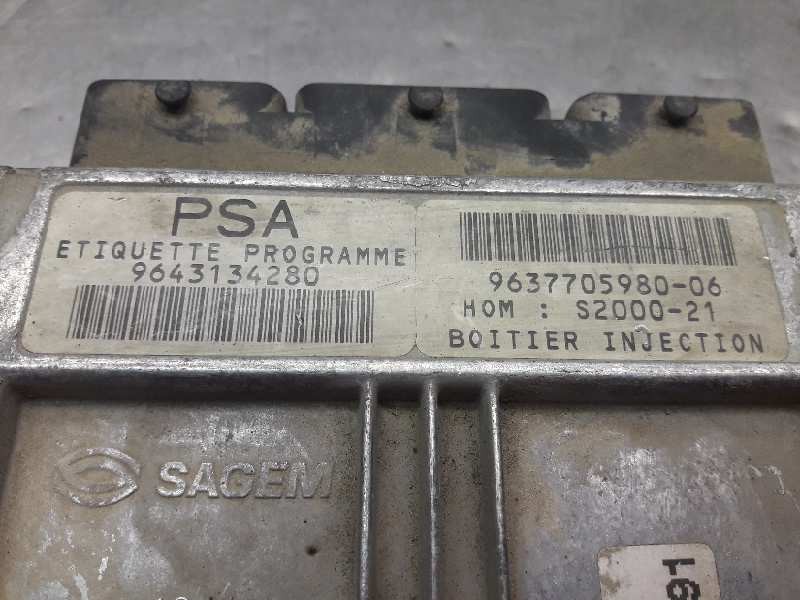 PSA
ETIQUETTE PROGRAMME
9643134280
9637705980-06
HOM : S2000-21
BOITIER INJECTION
SAGEM